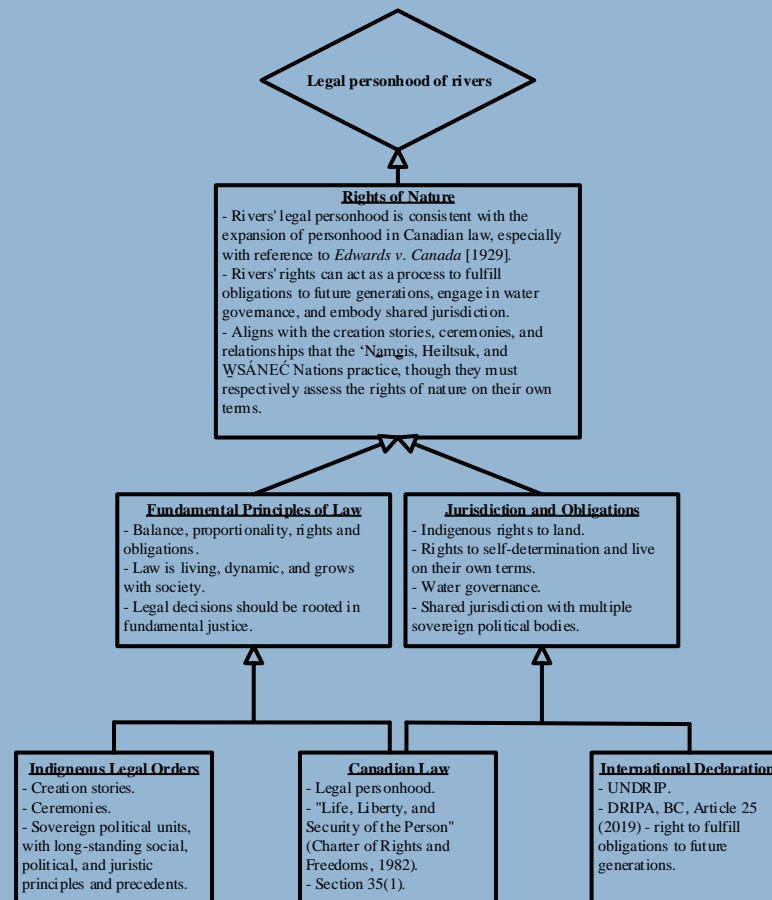 Legal personhood of rivers
Rights of Nature
- Rivers' legal personhood is consistent with the
expansion of personhood in Canadian law, especially
with reference to Edwards v. Canada [1929].
- Rivers' rights can act as a process to fulfill
obligations to future generations, engage in water
governance, and embody shared jurisdiction.
- Aligns with the creation stories, ceremonies, and
relationships that the ‘Na̱mg̱is, Heiltsuk, and
W̱SÁNEĆ Nations practice, though they must
respectively assess the rights of nature on their own
terms.
Fundamental Principles of Law
- Balance, proportionality, rights and
obligations.
- Law is living, dynamic, and grows
with society.
- Legal decisions should be rooted in
fundamental justice.
Jurisdiction and Obligations
- Indigenous rights to land.
- Rights to self-determination and live
on their own terms.
- Water governance.
- Shared jurisdiction with multiple
sovereign political bodies.
Indigneous Legal Orders
- Creation stories.
- Ceremonies.
- Sovereign political units,
with long-standing social,
political, and juristic
principles and precedents.
Canadian Law
- Legal personhood.
- "Life, Liberty, and
Security of the Person"
(Charter of Rights and
Freedoms, 1982).
- Section 35(1).
International Declaration
- UNDRIP.
- DRIPA, BC, Article 25
(2019) - right to fulfill
obligations to future
generations.